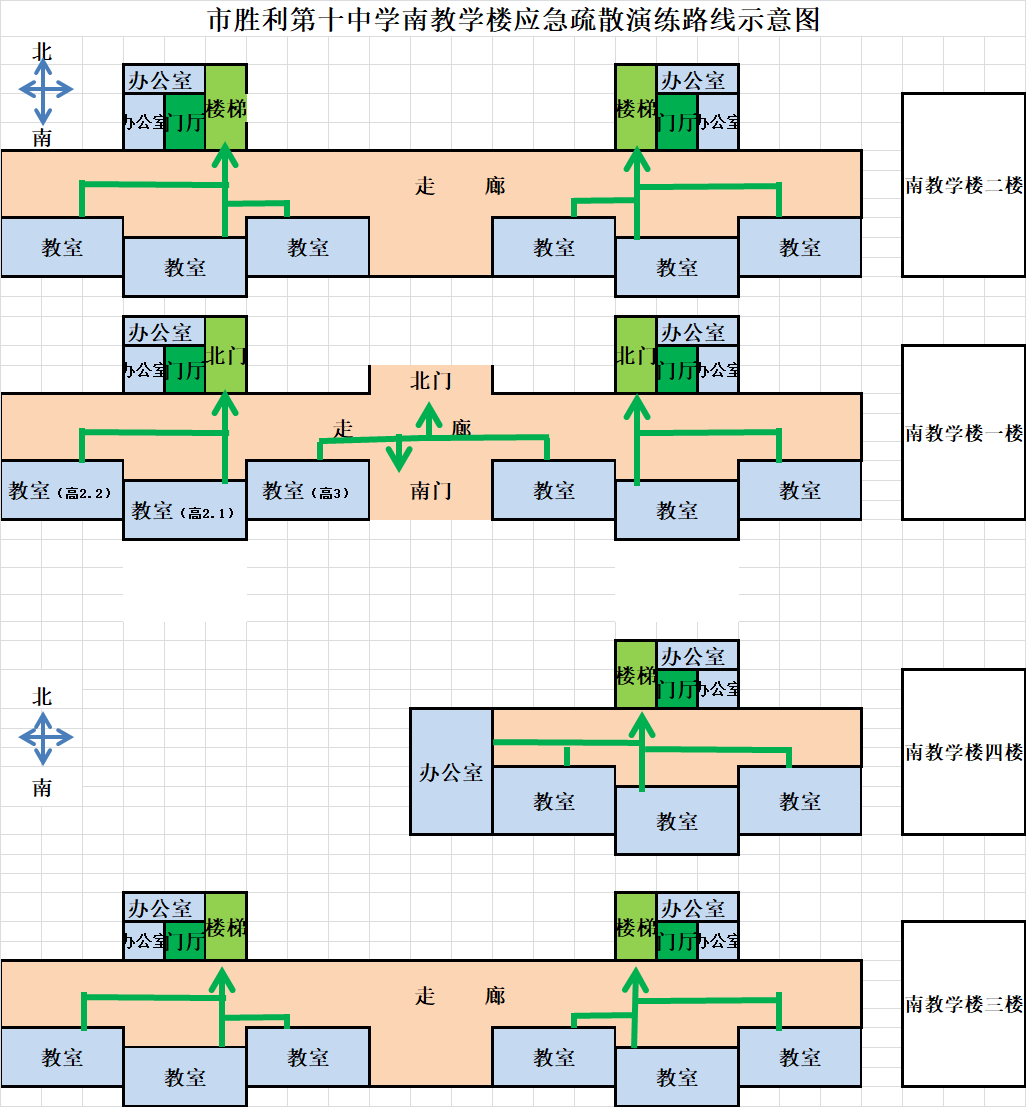 市胜利第十中学南教学楼应急疏散演练路线示意图
北
南
办公室
办公室
门厅
楼梯
楼梯
办公室
门厅
办公室
走 廊
教室
教室
教室
教室
教室
教室
南教学楼二楼
办公室
办公室
门厅
北门
北门
办公室
门厅
办公室
北门
走 廊
教室（高2.2）
教室（高2.1）
教室（高3）
南门
教室
教室
教室
南教学楼一楼
北
南
楼梯
办公室
门厅
办公室
办公室
教室
教室
教室
南教学楼四楼
办公室
办公室
门厅
楼梯
楼梯
办公室
门厅
办公室
走 廊
教室
教室
教室
教室
教室
教室
南教学楼三楼